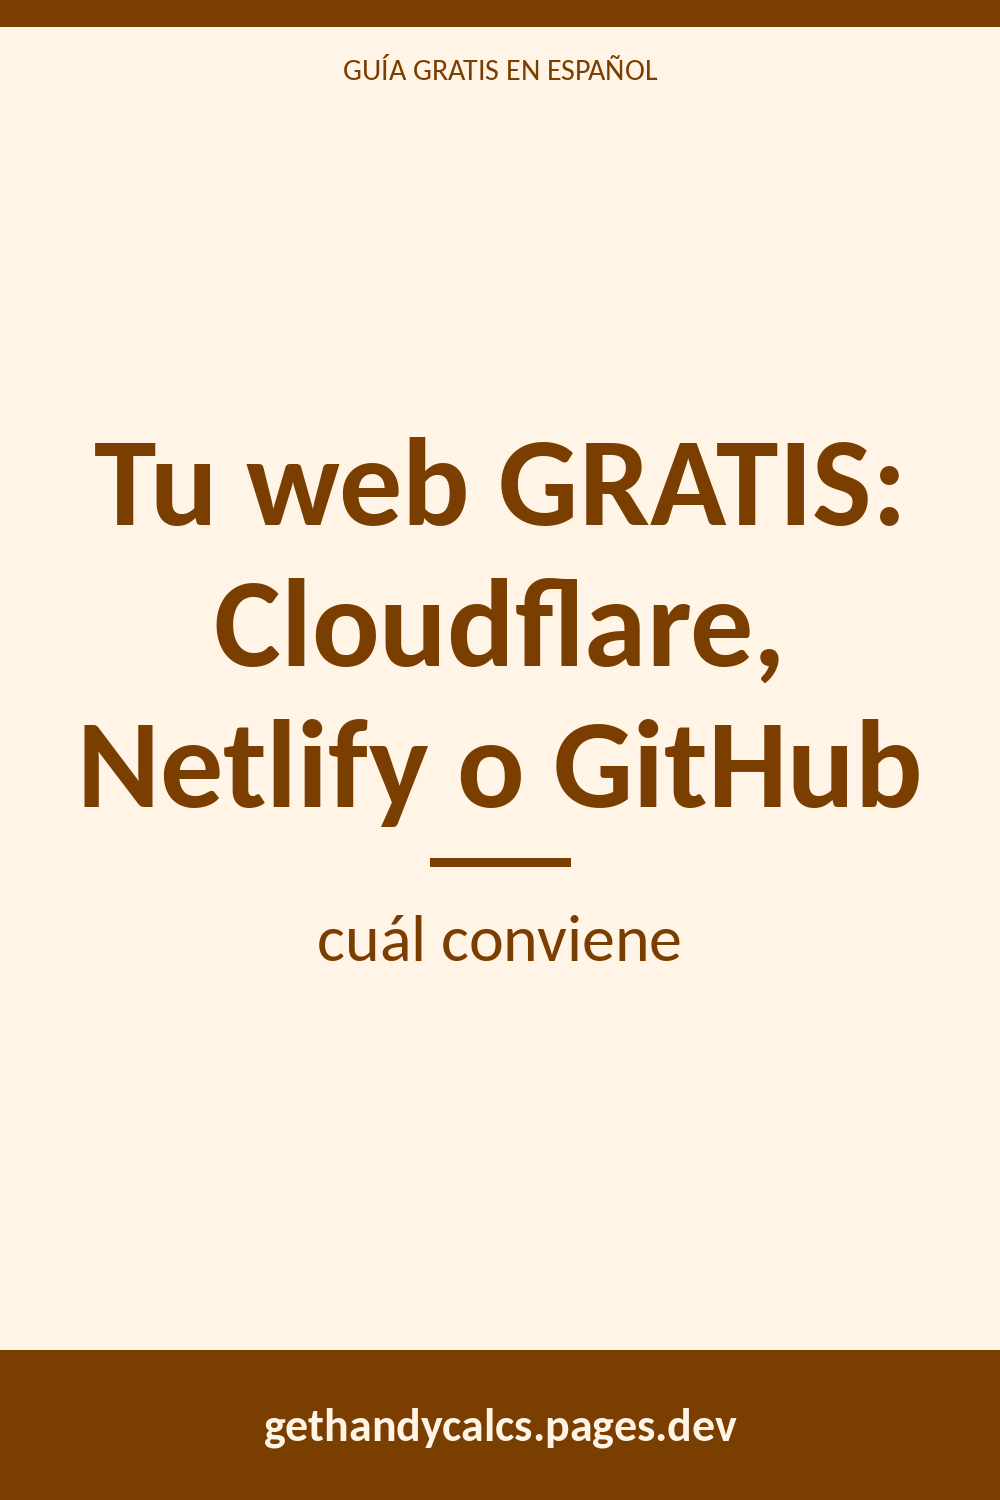 GUÍA GRATIS EN ESPAÑOL
Tu web GRATIS:
Cloudflare,
Netlify o GitHub
cuál conviene
gethandycalcs.pages.dev